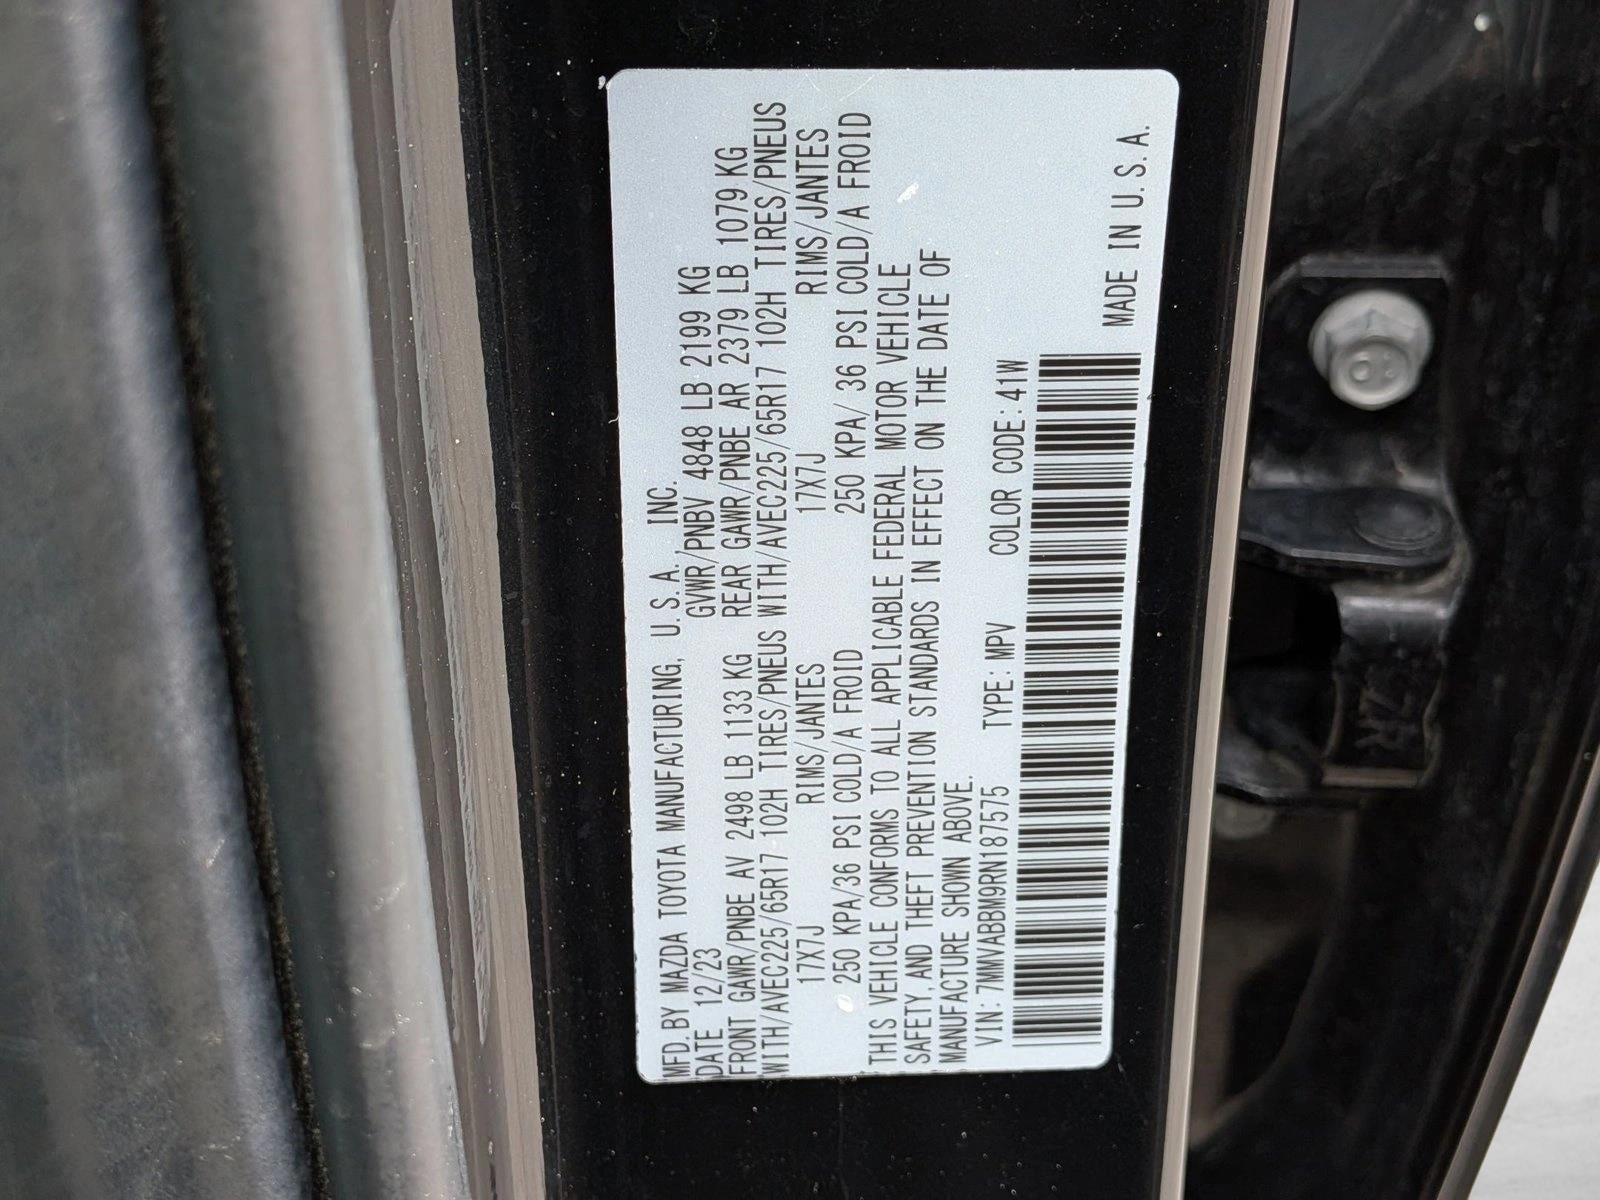 MFD. BY MAZDA TOYOTA MANUFACTURING, U.S.A., INC.
DATE 12/23 GVWR/PNBV 4848 LB 2199 KG
FRONT GAWR/PNBE AV 2498 LB 1133 KG REAR GAWR/PNBE AR 2379 LB 1079 KG
WITH/AVEC225/65R17 102H TIRES/PNEUS WITH/AVEC225/65R17 102H TIRES/PNEUS
17X7J RIMS/JANTES 17X7J RIMS/JANTES
250 KPA/36 PSI COLD/A FROID 250 KPA/ 36 PSI COLD/A FROID
THIS VEHICLE CONFORMS TO ALL APPLICABLE FEDERAL MOTOR VEHICLE
SAFETY, AND THEFT PREVENTION STANDARDS IN EFFECT ON THE DATE OF
MANUFACTURE SHOWN ABOVE.
VIN: 7MMVABBM9RN187575 TYPE: MPV COLOR CODE: 41W
MADE IN U.S.A.